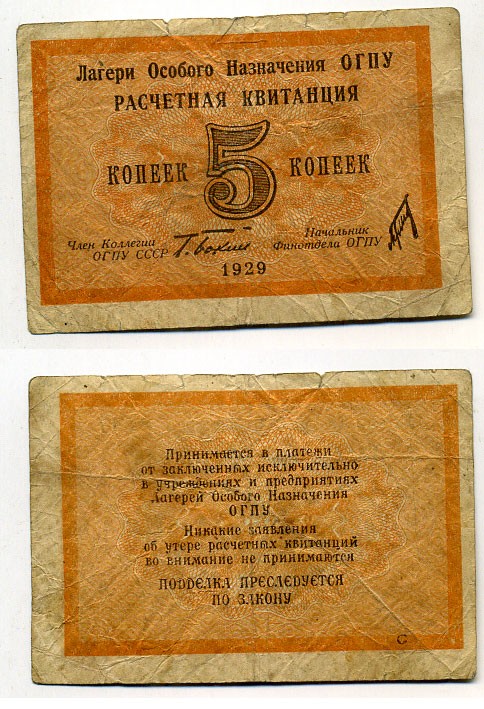 Лагери Особого Назначения ОГПУ
РАСЧЕТНАЯ КВИТАНЦИЯ
КОПЕЕК 5 КОПЕЕК
Член Коллегии
ОГПУ СССР
Начальник
Финотдела ОГПУ
1929
Принимается в платежи
от заключенных исключительно
в учреждениях и предприятиях
Лагерей Особого Назначения
ОГПУ
Никакие заявления
об утере расчетных квитанций
во внимание не принимаются
ПОДДЕЛКА ПРЕСЛЕДУЕТСЯ
ПО ЗАКОНУ
С